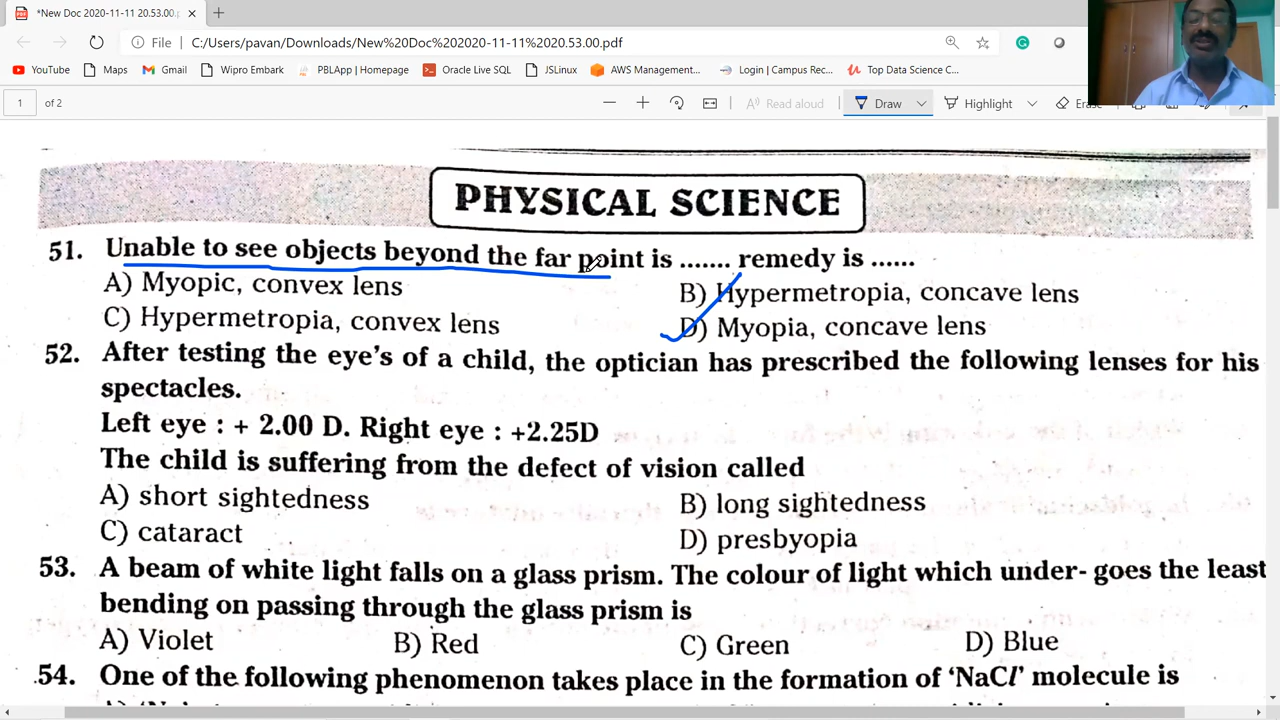 *New Doc 2020-11-11 20.53.00.p
File C:/Users/pavan/Downloads/New%20Doc%202020-11-11%2020.53.00.pdf
YouTube Maps Gmail Wipro Embark PBLApp | Homepage Oracle Live SQL JSLinux AWS Management... Login | Campus Rec... Top Data Science C...
1 of 2 Read aloud Draw Highlight
PHYSICAL SCIENCE
51. Unable to see objects beyond the far point is ....... remedy is ......
A) Myopic, convex lens B) Hypermetropia, concave lens
C) Hypermetropia, convex lens D) Myopia, concave lens
52. After testing the eye's of a child, the optician has prescribed the following lenses for his
spectacles.
Left eye : + 2.00 D. Right eye : +2.25D
The child is suffering from the defect of vision called
A) short sightedness B) long sightedness
C) cataract D) presbyopia
53. A beam of white light falls on a glass prism. The colour of light which under- goes the least
bending on passing through the glass prism is
A) Violet B) Red C) Green D) Blue
54. One of the following phenomenon takes place in the formation of 'NaCl' molecule is